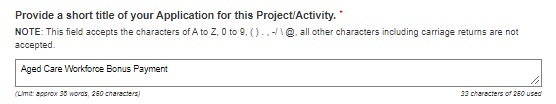 Provide a short title of your Application for this Project/Activity. *
NOTE: This field accepts the characters of A to Z, 0 to 9, ( ) . , -/ \ @, all other characters including carriage returns are not
accepted.
Aged Care Workforce Bonus Payment
(Limit: approx 35 words, 260 characters)
33 characters of 260 used